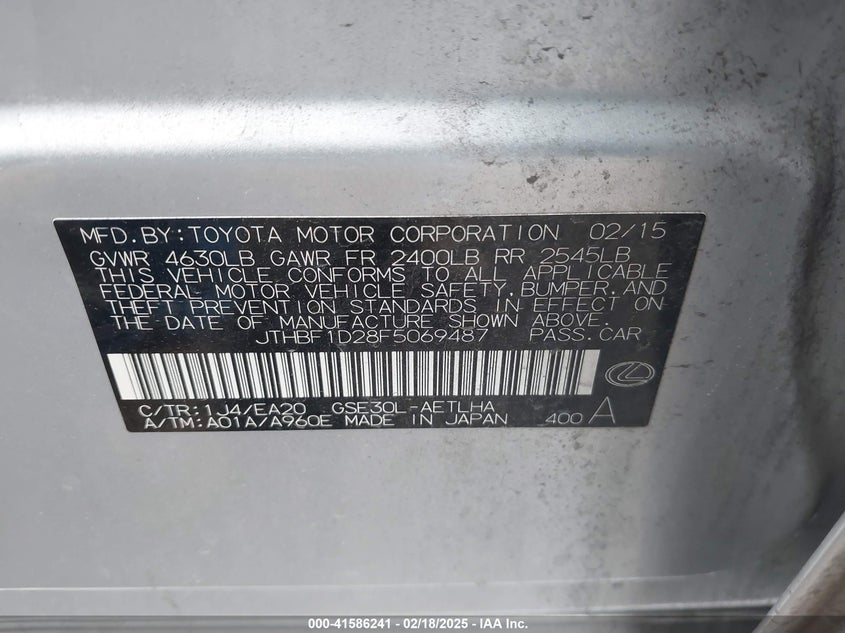 MFD.BY:TOYOTA MOTOR CORPORATION 02/15
GVWR 4630LB GAWR FR 2400LB RR 2545LB
THIS VEHICLE CONFORMS TO ALL APPLICABLE
FEDERAL MOTOR VEHICLE SAFETY, BUMPER, AND
THEFT PREVENTION STANDARDS IN EFFECT ON
THE DATE OF MANUFACTURE SHOWN ABOVE.
JTHBF1D28F5069487 PASS.CAR
C/TR:1J4/EA20 GSE30L-AETLHA
A/TM:A01A/A960E MADE IN JAPAN 400 A
000-41586241 - 02/18/2025 - IAA Inc.